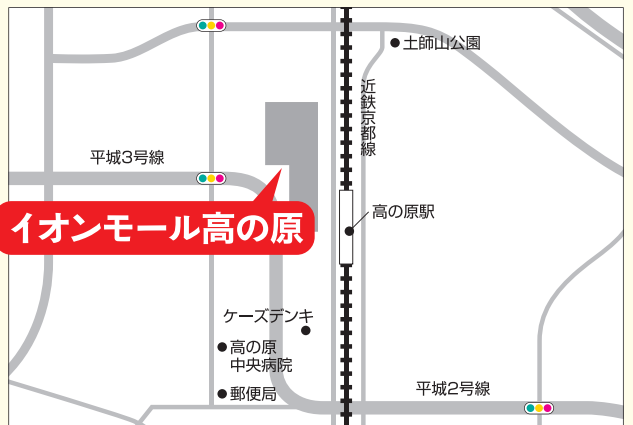 土師山公園
近鉄京都線
平城3号線
高の原駅
イオンモール高の原
ケーズデンキ
高の原
中央病院
平城2号線
郵便局